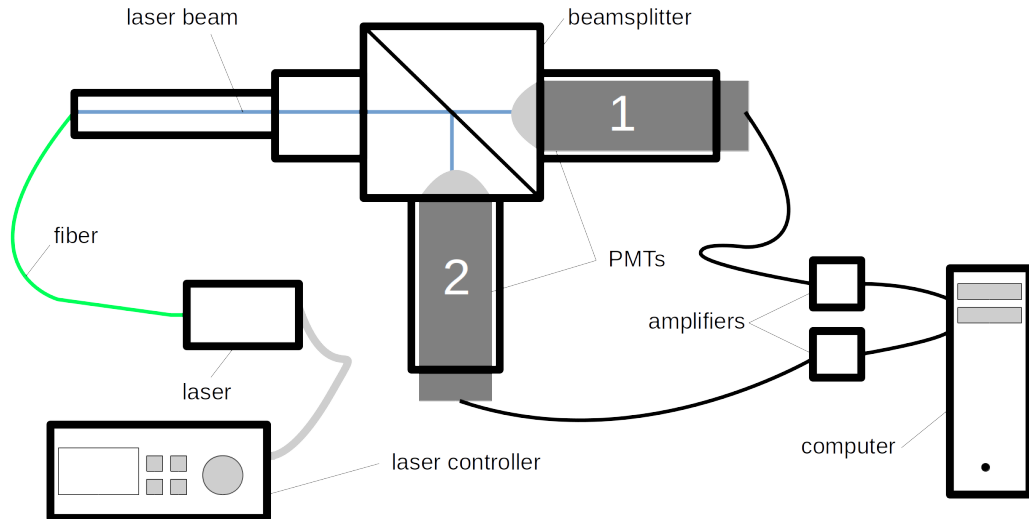 laser beam
beamsplitter
1
fiber
2
PMTs
amplifiers
laser
computer
laser controller